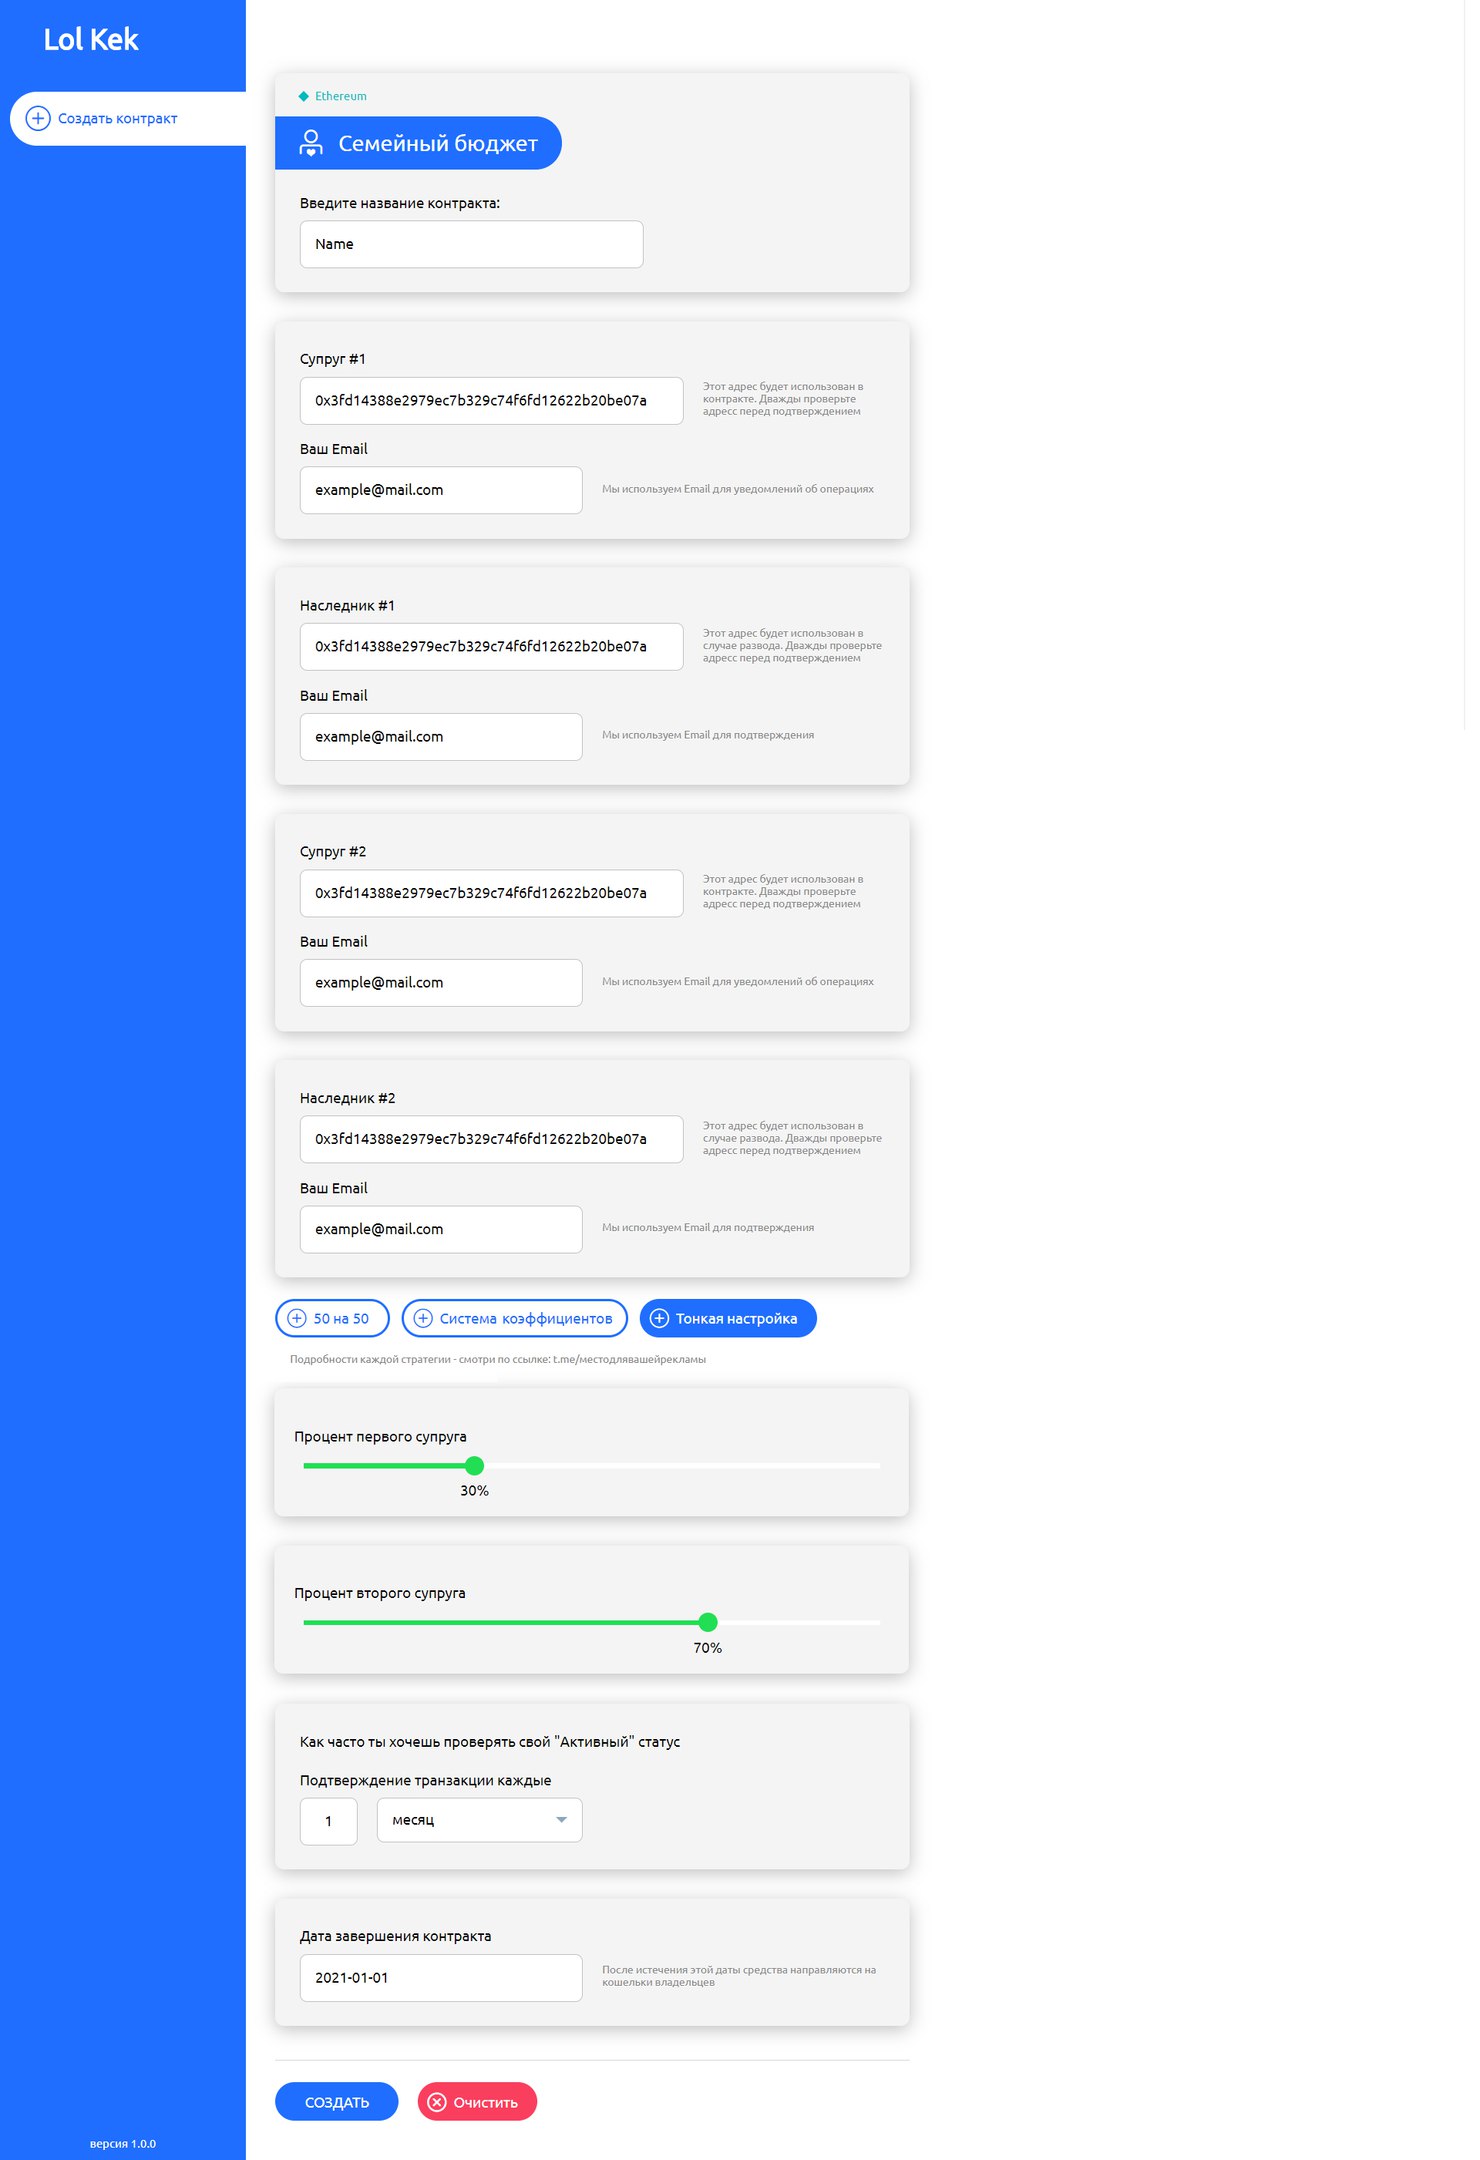 Lol Kek
Создать контракт
Ethereum
Семейный бюджет
Введите название контракта:
Name
Супруг #1
0x3fd14388e2979ec7b329c74f6fd12622b20be07a
Этот адрес будет использован в
контракте. Дважды проверьте
адресс перед подтверждением
Ваш Email
example@mail.com
Мы используем Email для уведомлений об операциях
Наследник #1
0x3fd14388e2979ec7b329c74f6fd12622b20be07a
Этот адрес будет использован в
случае развода. Дважды проверьте
адресс перед подтверждением
Ваш Email
example@mail.com
Мы используем Email для подтверждения
Супруг #2
0x3fd14388e2979ec7b329c74f6fd12622b20be07a
Этот адрес будет использован в
контракте. Дважды проверьте
адресс перед подтверждением
Ваш Email
example@mail.com
Мы используем Email для уведомлений об операциях
Наследник #2
0x3fd14388e2979ec7b329c74f6fd12622b20be07a
Этот адрес будет использован в
случае развода. Дважды проверьте
адресс перед подтверждением
Ваш Email
example@mail.com
Мы используем Email для подтверждения
50 на 50
Система коэффициентов
Тонкая настройка
Подробности каждой стратегии - смотри по ссылке: t.me/местодлявашейрекламы
Процент первого супруга
30%
Процент второго супруга
70%
Как часто ты хочешь проверять свой "Активный" статус
Подтверждение транзакции каждые
1
месяц
Дата завершения контракта
2021-01-01
После истечения этой даты средства направляются на
кошельки владельцев
СОЗДАТЬ
Очистить
версия 1.0.0